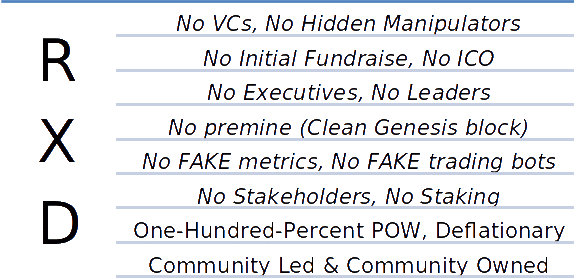 R
X
D
No VCs, No Hidden Manipulators
No Initial Fundraise, No ICO
No Executives, No Leaders
No premine (Clean Genesis block)
No FAKE metrics, No FAKE trading bots
No Stakeholders, No Staking
One-Hundred-Percent POW, Deflationary
Community Led & Community Owned